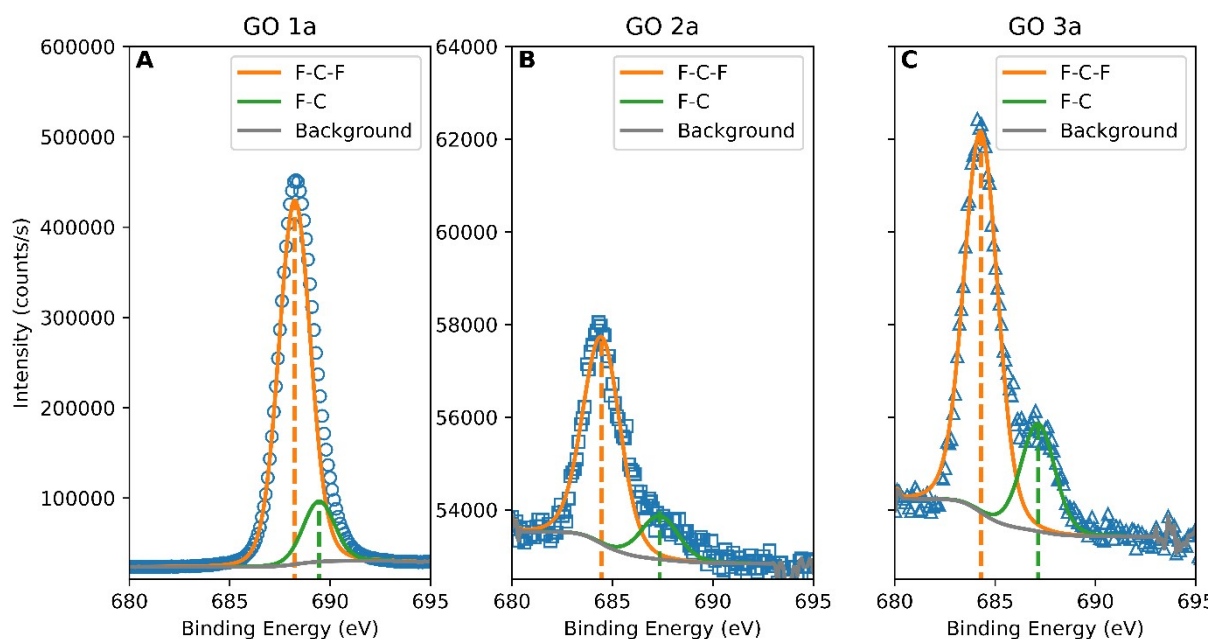 GO 1a
GO 2a
GO 3a
A
F-C-F
F-C
Background
B
F-C-F
F-C
Background
C
F-C-F
F-C
Background
Intensity (counts/s)
600000
500000
400000
300000
200000
100000
64000
62000
60000
58000
56000
54000
680 685 690 695
680 685 690 695
680 685 690 695
Binding Energy (eV)
Binding Energy (eV)
Binding Energy (eV)